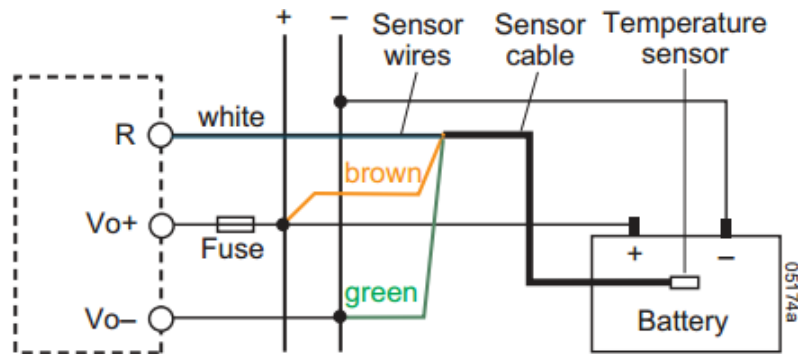 + –
Sensor
wires
Sensor
cable
Temperature
sensor
R
white
brown
Vo+
Fuse
+ –
green
Vo–
Battery
05174a